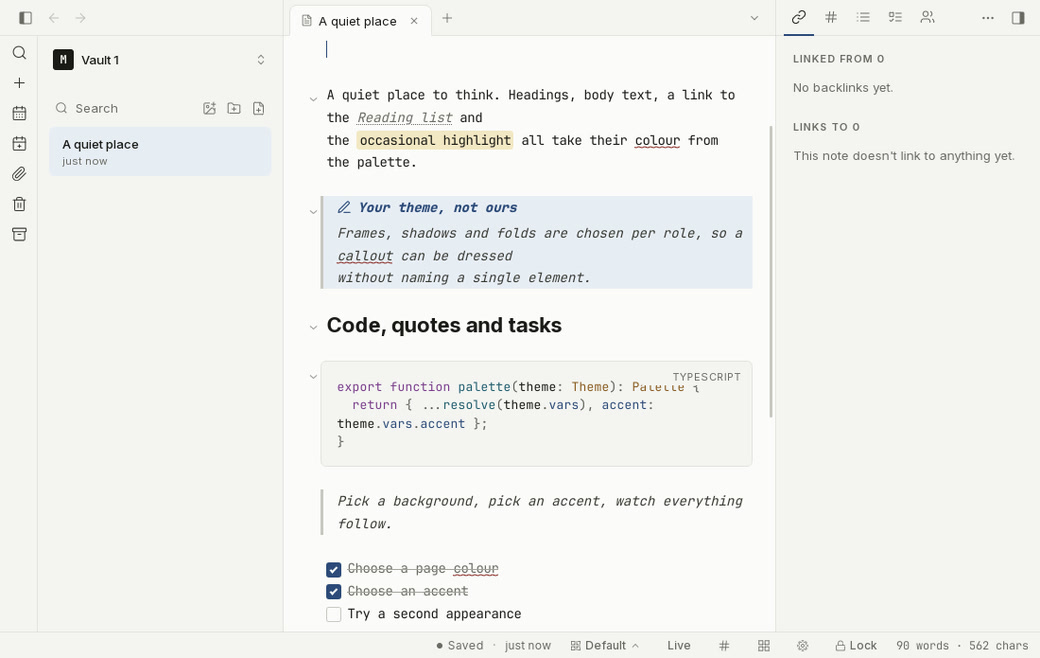 A quiet place
M Vault 1
LINKED FROM 0
Search
No backlinks yet.
A quiet place
just now
LINKS TO 0
This note doesn't link to anything yet.
A quiet place to think. Headings, body text, a link to
the Reading list and
the occasional highlight all take their colour from
the palette.
Your theme, not ours
Frames, shadows and folds are chosen per role, so a
callout can be dressed
without naming a single element.
Code, quotes and tasks
TYPESCRIPT
export function palette(theme: Theme): Palette {
return { ...resolve(theme.vars), accent:
theme.vars.accent };
}
Pick a background, pick an accent, watch everything
follow.
Choose a page colour
Choose an accent
Try a second appearance
Saved · just now Default Live Lock 90 words · 562 chars